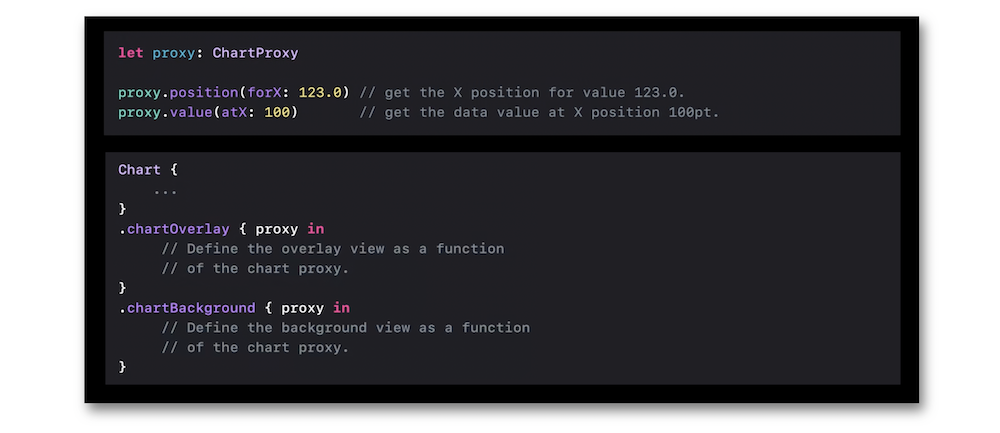 let proxy: ChartProxy
proxy.position(forX: 123.0) // get the X position for value 123.0.
proxy.value(atX: 100)       // get the data value at X position 100pt.
Chart {
    ...
}
.chartOverlay { proxy in
     // Define the overlay view as a function
     // of the chart proxy.
}
.chartBackground { proxy in
     // Define the background view as a function
     // of the chart proxy.
}